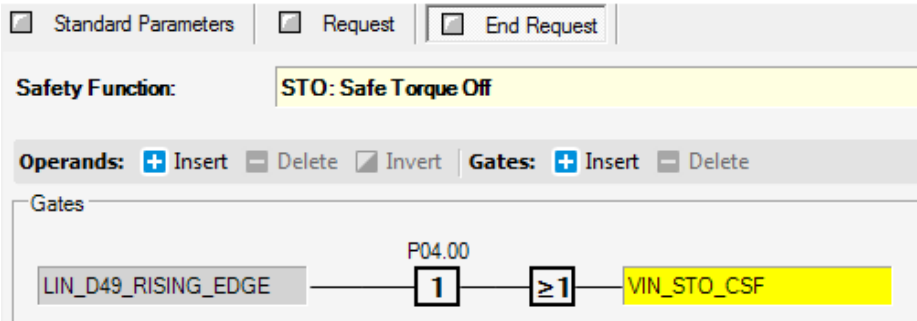 Standard Parameters Request End Request
Safety Function: STO: Safe Torque Off
Operands: Insert Delete Invert Gates: Insert Delete
Gates
P04.00
LIN_D49_RISING_EDGE 1 ≥1 VIN_STO_CSF